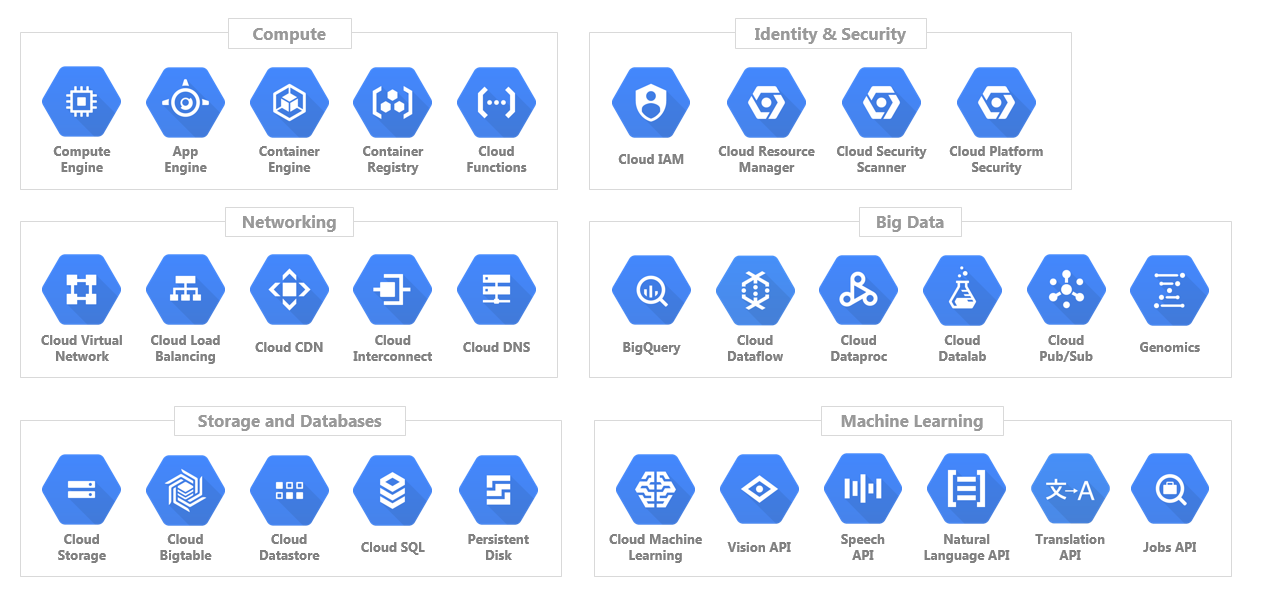 Compute
Compute
Engine
App
Engine
Container
Engine
Container
Registry
Cloud
Functions
Identity & Security
Cloud IAM
Cloud Resource
Manager
Cloud Security
Scanner
Cloud Platform
Security
Networking
Cloud Virtual
Network
Cloud Load
Balancing
Cloud CDN
Cloud
Interconnect
Cloud DNS
Big Data
BigQuery
Cloud
Dataflow
Cloud
Dataproc
Cloud
Datalab
Cloud
Pub/Sub
Genomics
Storage and Databases
Cloud
Storage
Cloud
Bigtable
Cloud
Datastore
Cloud SQL
Persistent
Disk
Machine Learning
Cloud Machine
Learning
Vision API
Speech
API
Natural
Language API
文→A
Translation
API
Jobs API